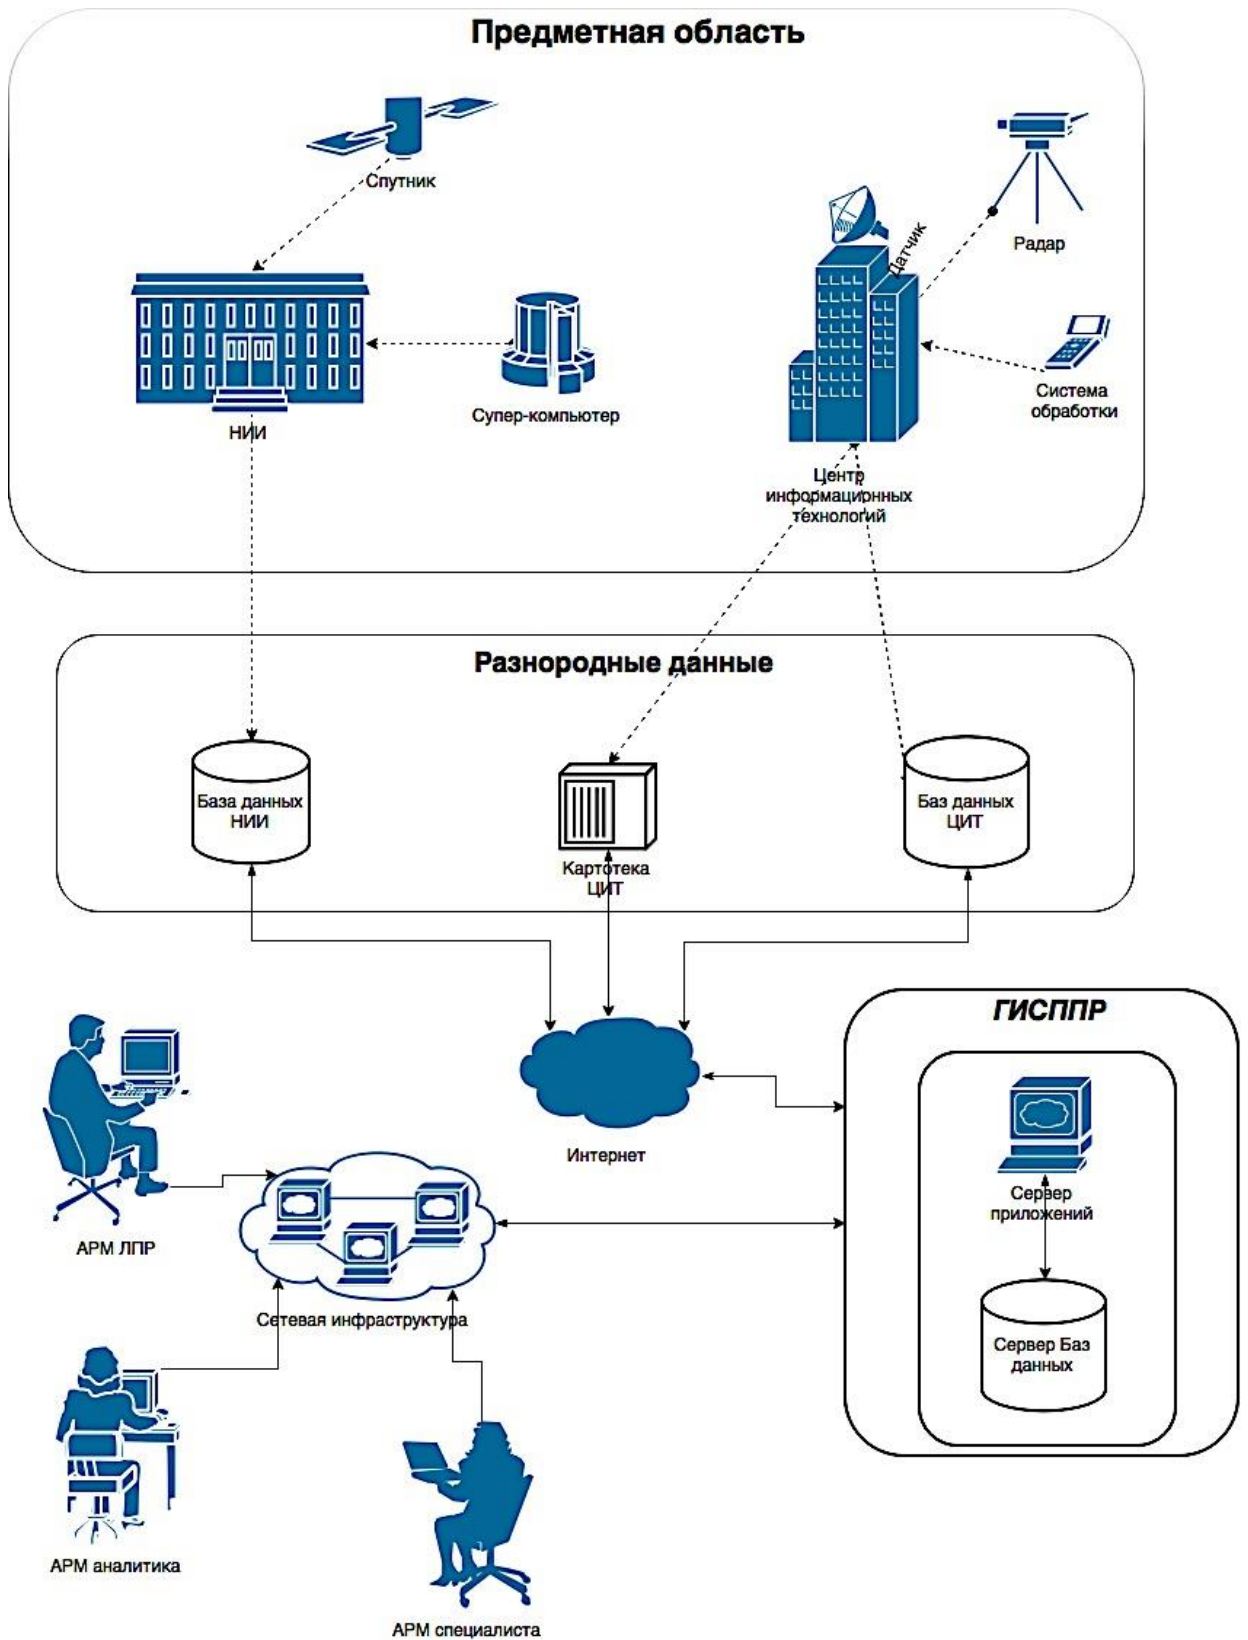 Предметная область
Спутник
Датчик
Радар
НИИ
Супер-компьютер
Система
обработки
Центр
информационных
технологий
Разнородные данные
База данных
НИИ
Картотека
ЦИТ
Баз данных
ЦИТ
ГИСППР
Интернет
Сервер
приложений
АРМ ЛПР
Сетевая инфраструктура
Сервер Баз
данных
АРМ аналитика
АРМ специалиста